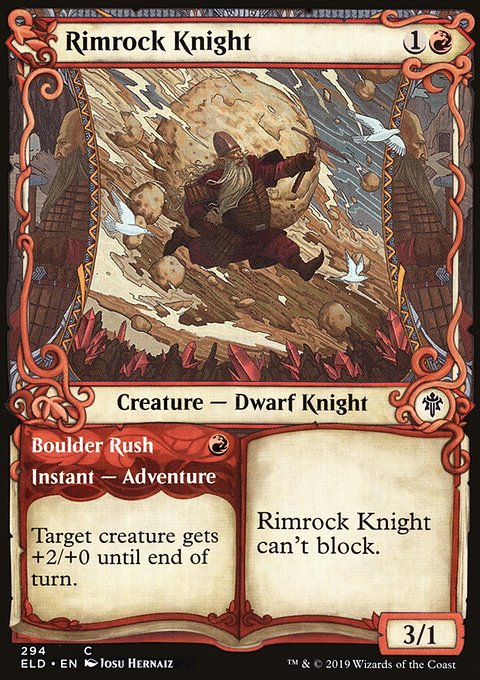 Rimrock Knight 1
Creature — Dwarf Knight
Boulder Rush
Instant — Adventure
Target creature gets
+2/+0 until end of
turn.
Rimrock Knight
can't block.
3/1
294 C
ELD • EN Josu Hernaiz
™ & © 2019 Wizards of the Coast